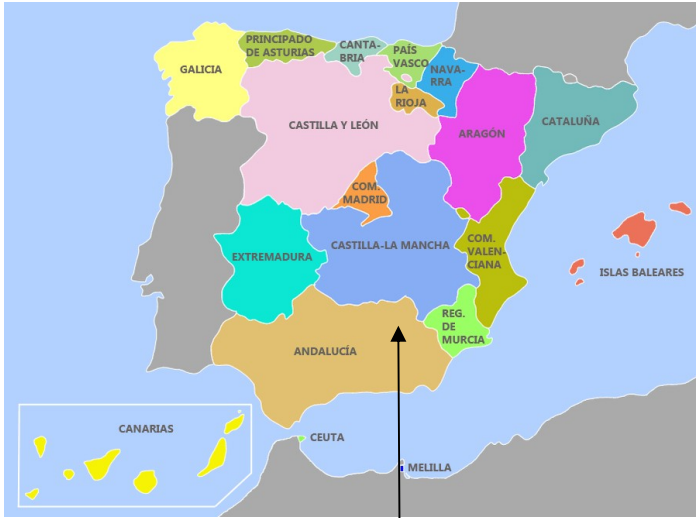 PRINCIPADO
DE ASTURIAS
CANTA-
BRIA
PAÍS
VASCO
NAVA-
RRA
GALICIA
LA
RIOJA
CASTILLA Y LEÓN
ARAGÓN
CATALUÑA
COM.
MADRID
EXTREMADURA
CASTILLA-LA MANCHA
COM.
VALEN-
CIANA
ISLAS BALEARES
REG.
DE
MURCIA
ANDALUCÍA
CANARIAS
CEUTA
MELILLA